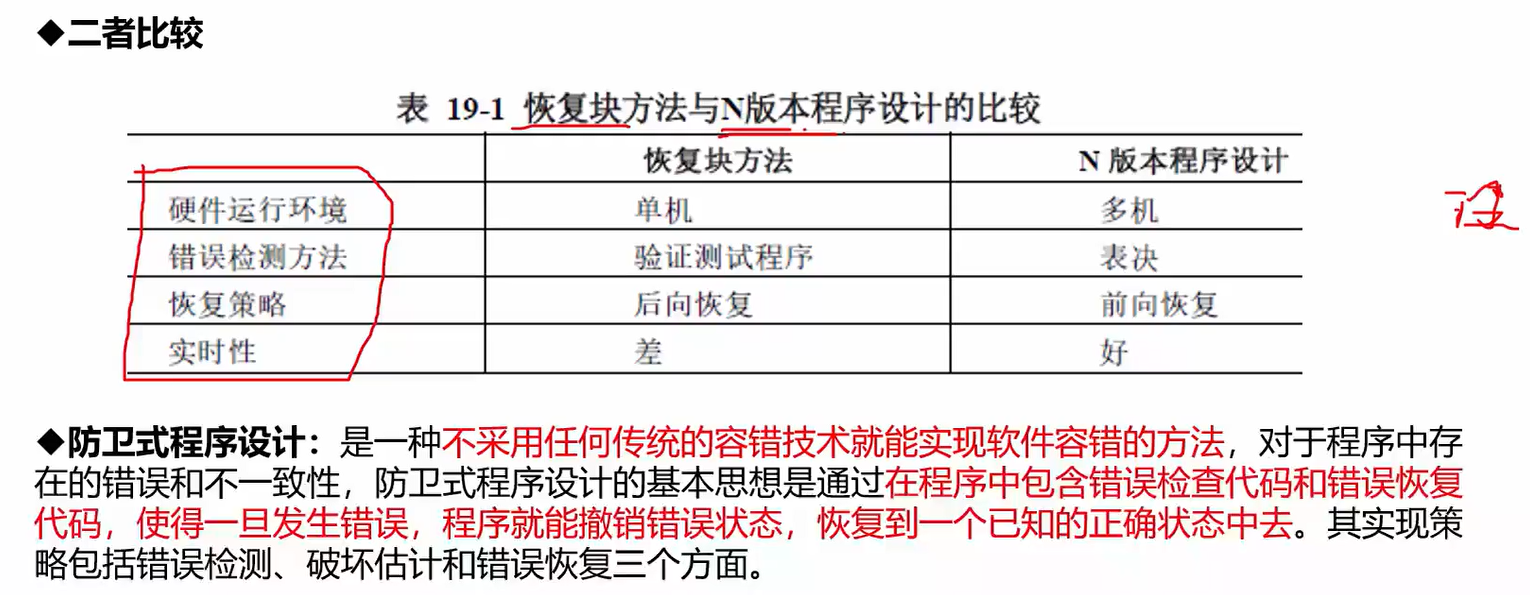 ◆二者比较
表 19-1 恢复块方法与N版本程序设计的比较
恢复块方法 N 版本程序设计
硬件运行环境 单机 多机
错误检测方法 验证测试程序 表决
恢复策略 后向恢复 前向恢复
实时性 差 好
◆防卫式程序设计：是一种不采用任何传统的容错技术就能实现软件容错的方法，对于程序中存
在的错误和不一致性，防卫式程序设计的基本思想是通过在程序中包含错误检查代码和错误恢复
代码，使得一旦发生错误，程序就能撤销错误状态，恢复到一个已知的正确状态中去。其实现策
略包括错误检测、破坏估计和错误恢复三个方面。